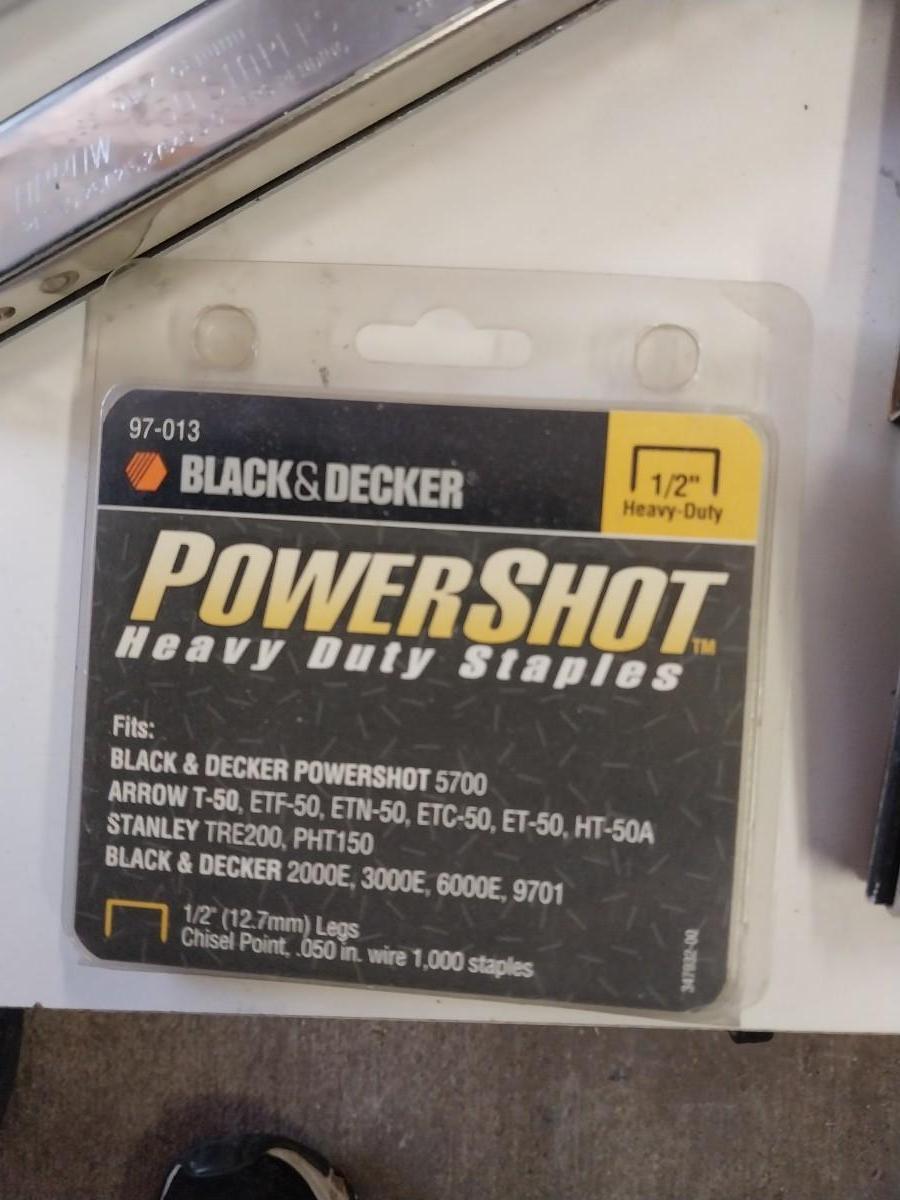 97-013
BLACK&DECKER
1/2"
Heavy-Duty
POWERSHOT™
Heavy Duty Staples
Fits:
BLACK & DECKER POWERSHOT 5700
ARROW T-50, ETF-50, ETN-50, ETC-50, ET-50, HT-50A
STANLEY TRE200, PHT150
BLACK & DECKER 2000E, 3000E, 6000E, 9701
1/2" (12.7mm) Legs
Chisel Point, .050 in. wire 1,000 staples